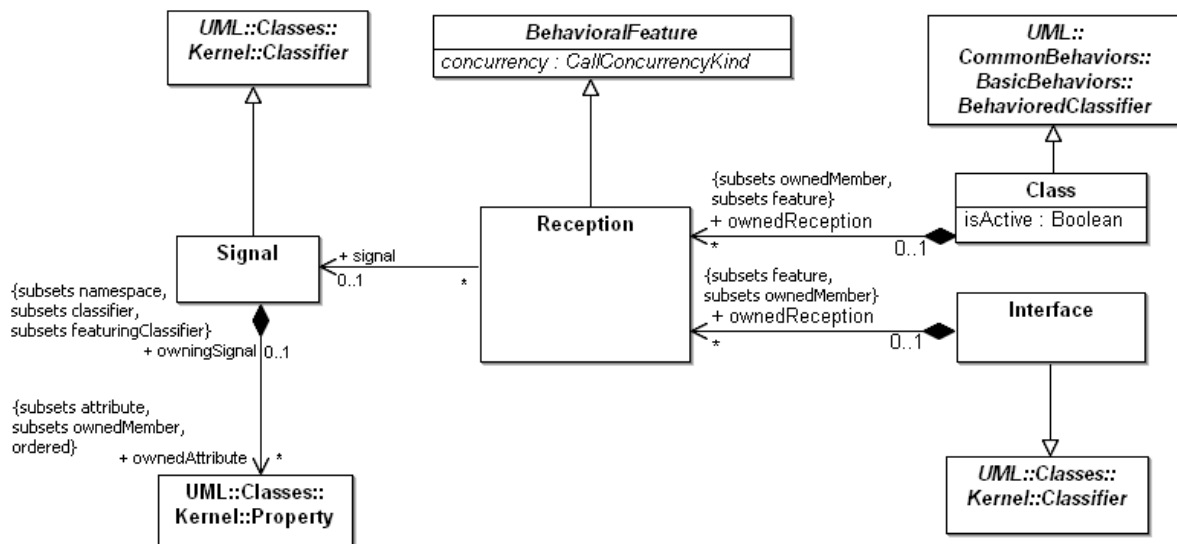 UML::Classes::
Kernel::Classifier
BehavioralFeature
concurrency : CallConcurrencyKind
UML::
CommonBehaviors::
BasicBehaviors::
BehavioredClassifier
{subsets ownedMember,
subsets feature}
+ ownedReception
*
0..1
Class
isActive : Boolean
Signal
+ signal
0..1
*
Reception
{subsets feature,
subsets ownedMember}
+ ownedReception
*
0..1
Interface
{subsets namespace,
subsets classifier,
subsets featuringClassifier}
+ owningSignal
0..1
{subsets attribute,
subsets ownedMember,
ordered}
+ ownedAttribute
*
UML::Classes::
Kernel::Property
UML::Classes::
Kernel::Classifier